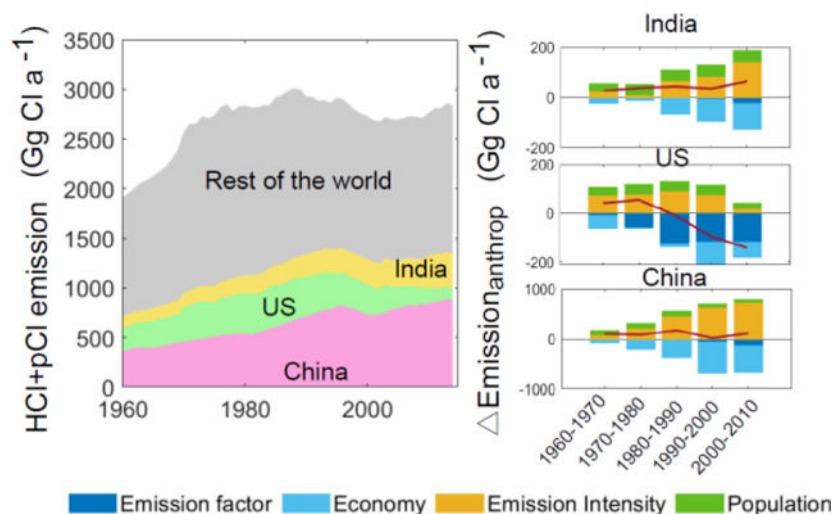 HCl+pCl emission (Gg Cl a⁻¹)
3500
3000
2500
2000
1500
1000
500
0
1960
1980
2000
Rest of the world
India
US
China
△Emission_anthrop (Gg Cl a⁻¹)
India
200
0
-200
US
200
0
-200
China
1000
0
-1000
1960-1970
1970-1980
1980-1990
1990-2000
2000-2010
Emission factor Economy Emission Intensity Population